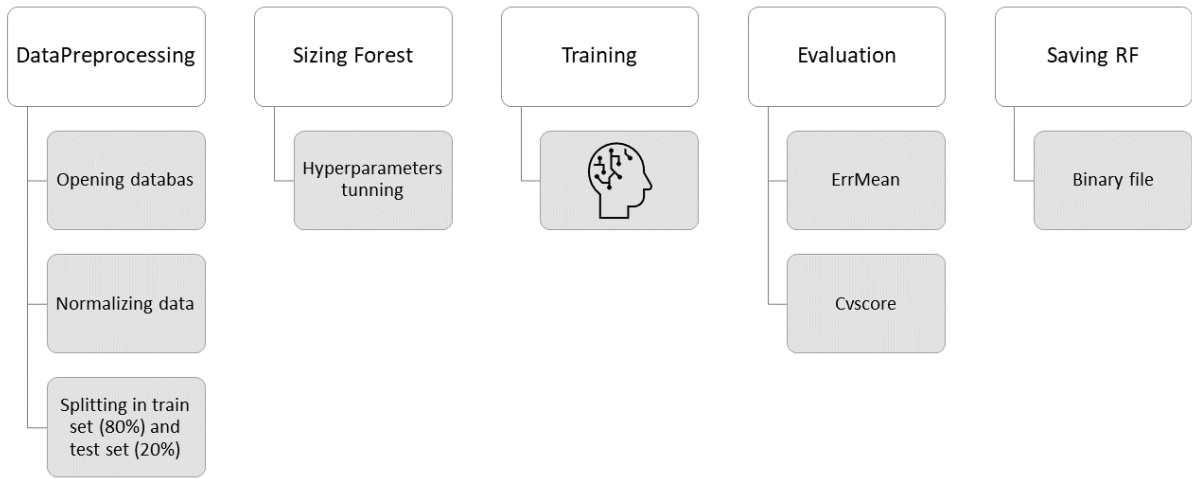 DataPreprocessing
Opening databas
Normalizing data
Splitting in train
set (80%) and
test set (20%)
Sizing Forest
Hyperparameters
tunning
Training
Evaluation
ErrMean
Cvscore
Saving RF
Binary file